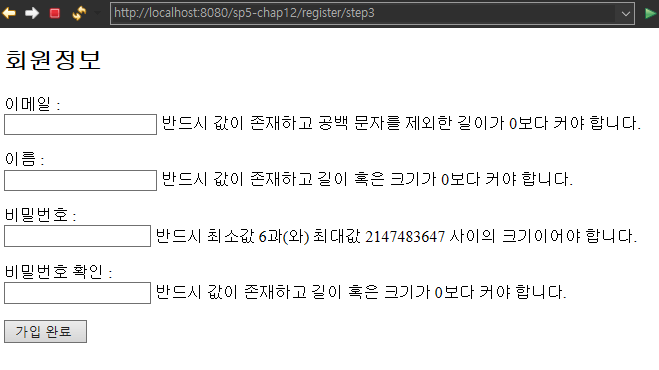 http://localhost:8080/sp5-chap12/register/step3
회원정보
이메일 :
반드시 값이 존재하고 공백 문자를 제외한 길이가 0보다 커야 합니다.
이름 :
반드시 값이 존재하고 길이 혹은 크기가 0보다 커야 합니다.
비밀번호 :
반드시 최소값 6과(와) 최대값 2147483647 사이의 크기이어야 합니다.
비밀번호 확인 :
반드시 값이 존재하고 길이 혹은 크기가 0보다 커야 합니다.
가입 완료